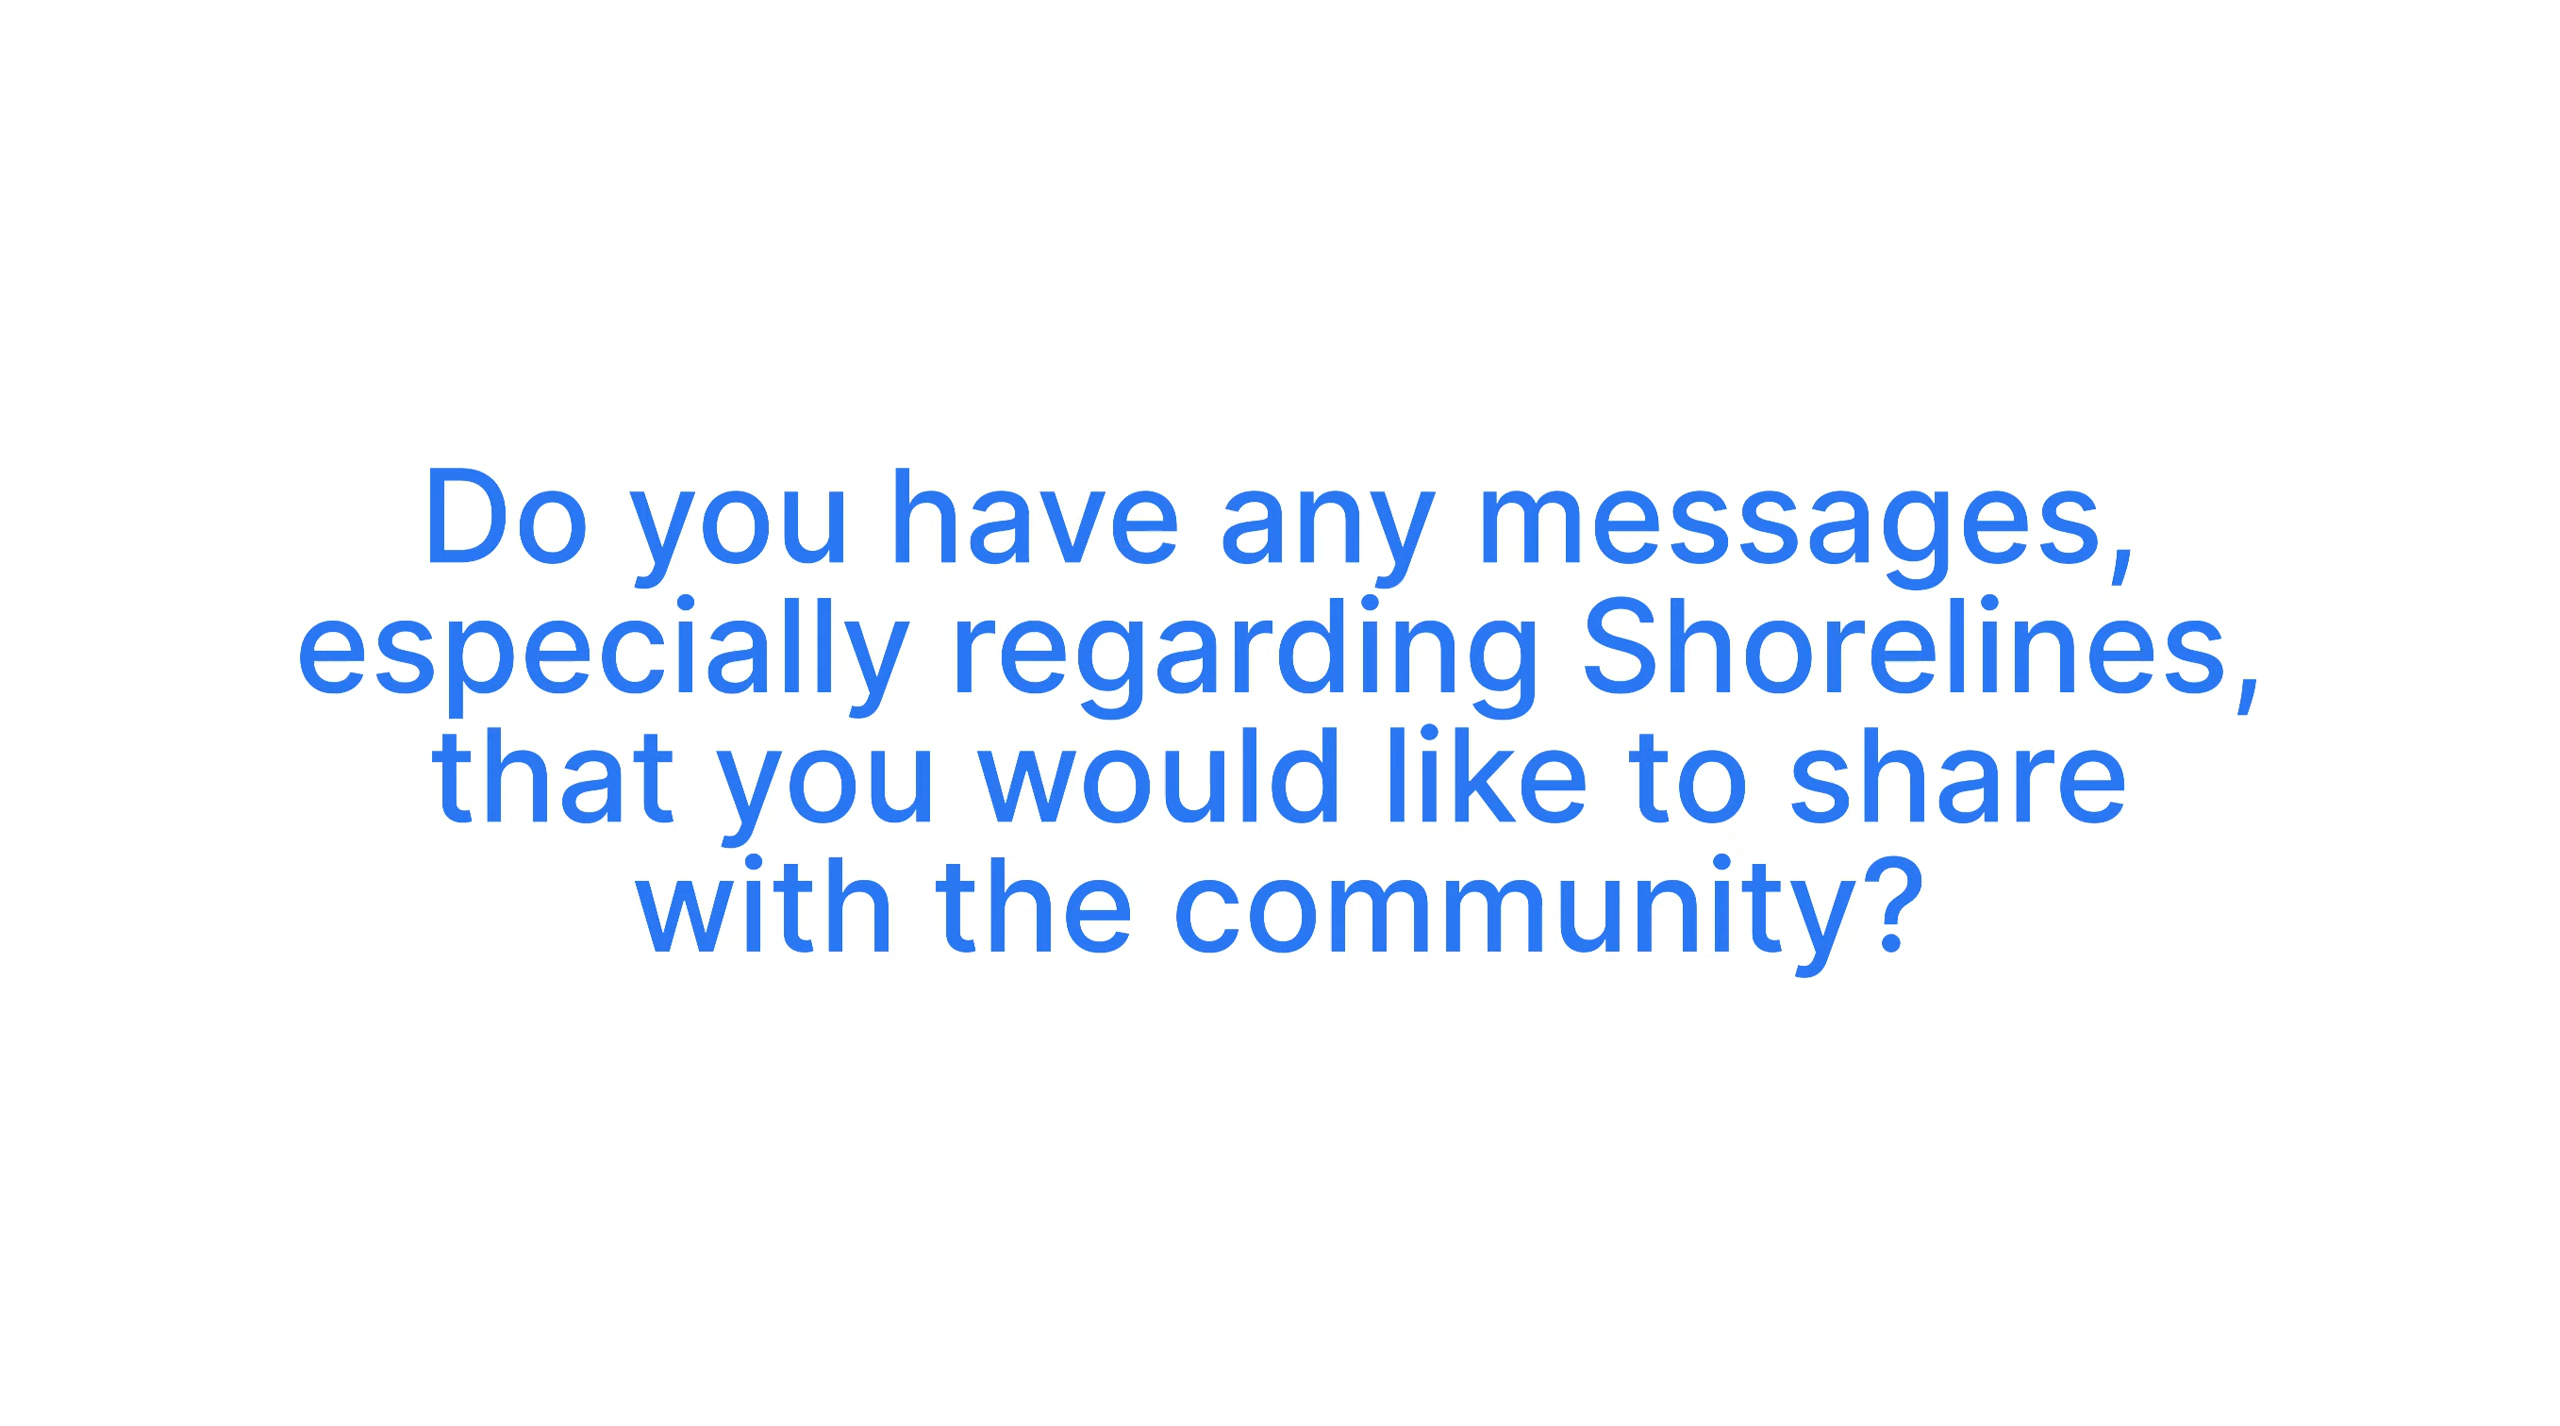 Do you have any messages,
especially regarding Shorelines,
that you would like to share
with the community?